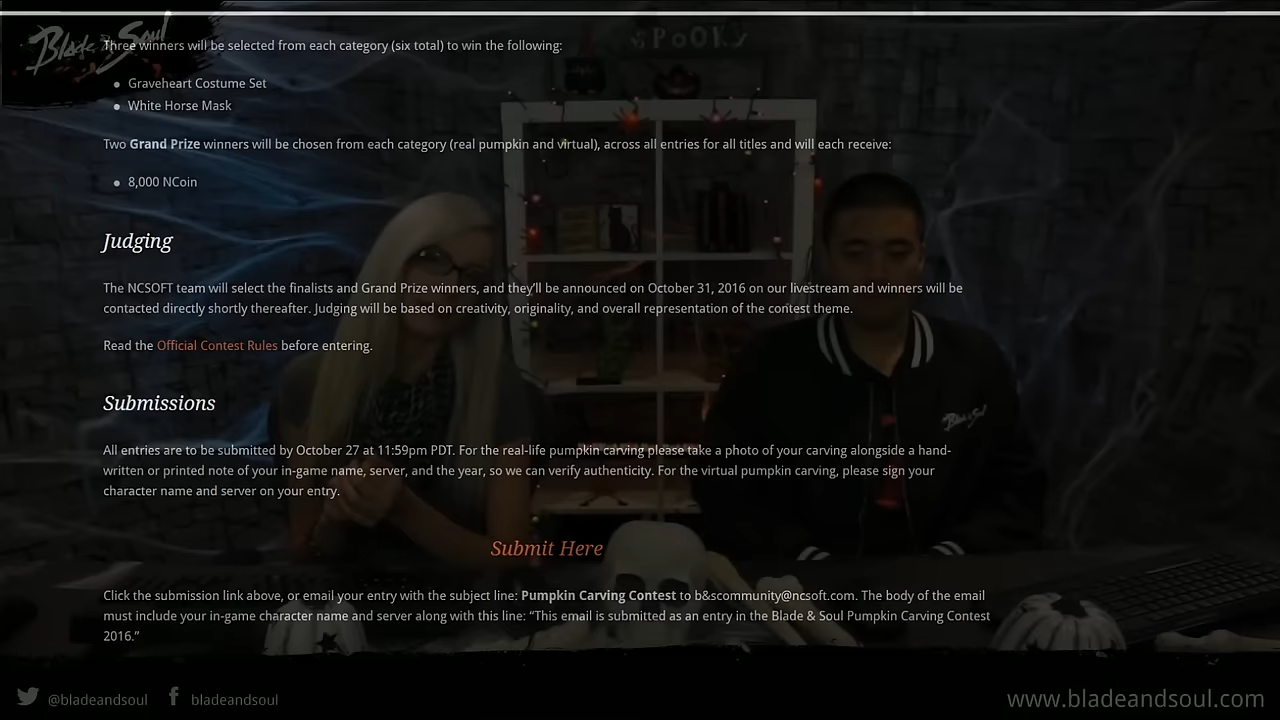 SPOOKY
Blade & Soul
Three winners will be selected from each category (six total) to win the following:
Graveheart Costume Set
White Horse Mask
Two Grand Prize winners will be chosen from each category (real pumpkin and virtual), across all entries for all titles and will each receive:
8,000 NCoin
Judging
The NCSOFT team will select the finalists and Grand Prize winners, and they'll be announced on October 31, 2016 on our livestream and winners will be
contacted directly shortly thereafter. Judging will be based on creativity, originality, and overall representation of the contest theme.
Read the Official Contest Rules before entering.
Submissions
Blade & Soul
All entries are to be submitted by October 27 at 11:59pm PDT. For the real-life pumpkin carving please take a photo of your carving alongside a hand-
written or printed note of your in-game name, server, and the year, so we can verify authenticity. For the virtual pumpkin carving, please sign your
character name and server on your entry.
Submit Here
Click the submission link above, or email your entry with the subject line: Pumpkin Carving Contest to b&scommunity@ncsoft.com. The body of the email
must include your in-game character name and server along with this line: “This email is submitted as an entry in the Blade & Soul Pumpkin Carving Contest
2016.”
@bladeandsoul
bladeandsoul
www.bladeandsoul.com